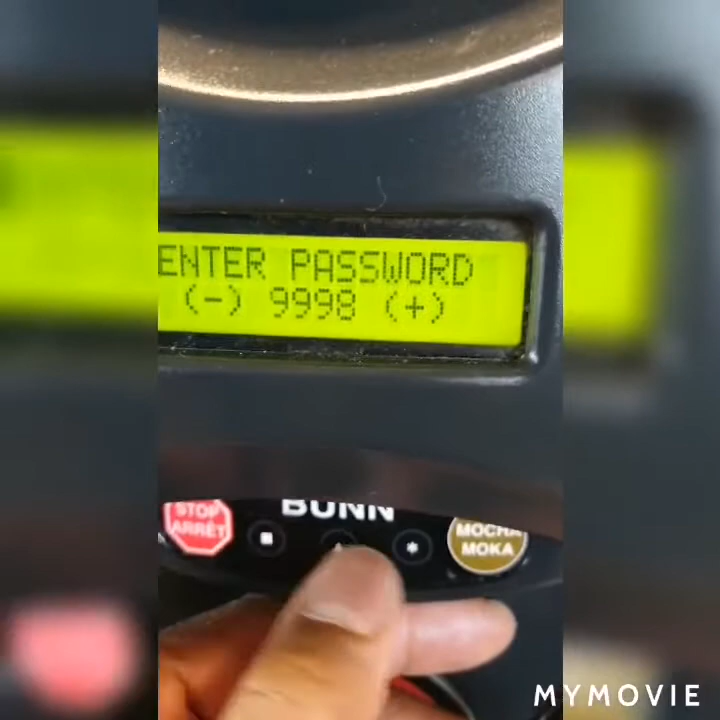 ENTER PASSWORD
(-) 9998 (+)
BUNN
STOP
ARRÊT
MOCHA
MOKA
MYMOVIE